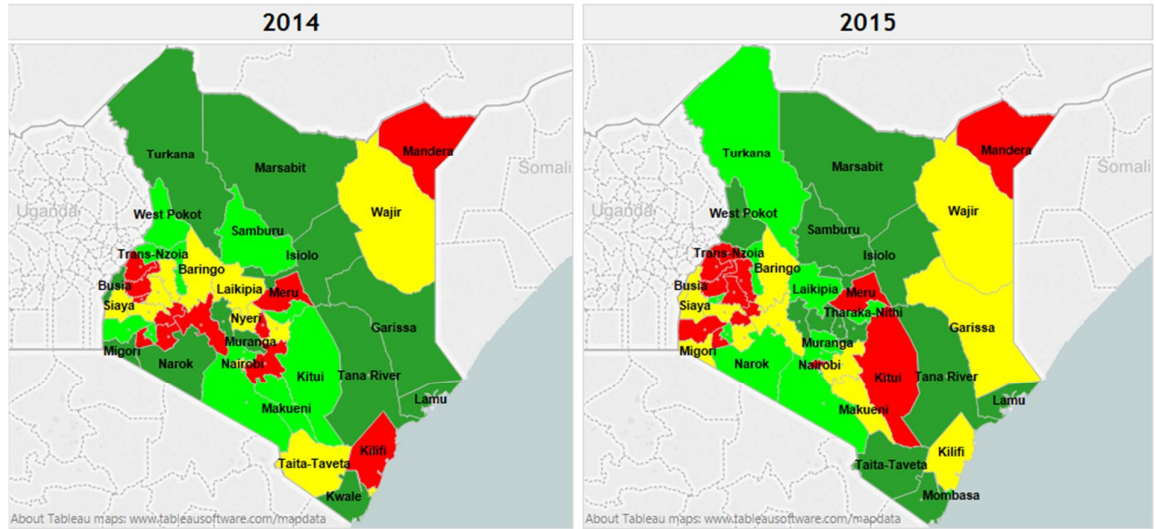 2014
Turkana
Marsabit
Mandera
Somali
Uganda
Wajir
West Pokot
Samburu
Trans-Nzoia
Isiolo
Baringo
Busia
Laikipia
Meru
Siaya
Nyeri
Garissa
Muranga
Migori
Narok
Nairobi
Kitui
Tana River
Lamu
Makueni
Kilifi
Taita-Taveta
Kwale
About Tableau maps: www.tableausoftware.com/mapdata
2015
Turkana
Marsabit
Mandera
Somali
Uganda
Wajir
West Pokot
Samburu
Trans-Nzoia
Isiolo
Baringo
Busia
Laikipia
Meru
Siaya
Tharaka-Nithi
Garissa
Muranga
Migori
Narok
Nairobi
Kitui
Tana River
Lamu
Makueni
Kilifi
Taita-Taveta
Mombasa
About Tableau maps: www.tableausoftware.com/mapdata